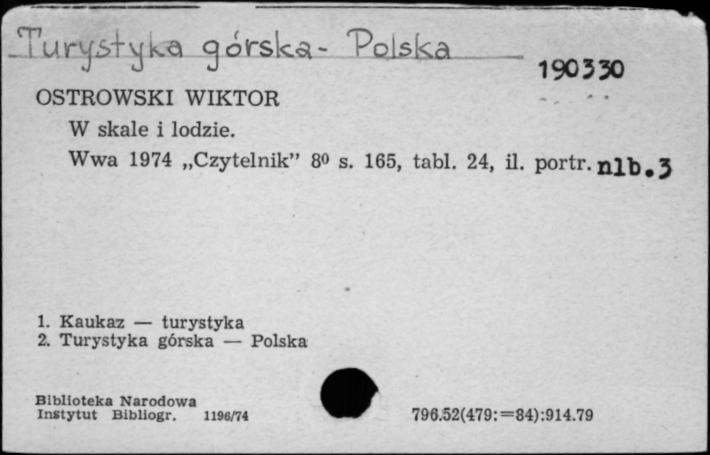 Turystyka górska - Polska
190330
OSTROWSKI WIKTOR
W skale i lodzie.
Wwa 1974 „Czytelnik” 8º s. 165, tabl. 24, il. portr. nlb. 3
1. Kaukaz — turystyka
2. Turystyka górska — Polska
Biblioteka Narodowa
Instytut Bibliogr. 1196/74
796.52(479:=84):914.79